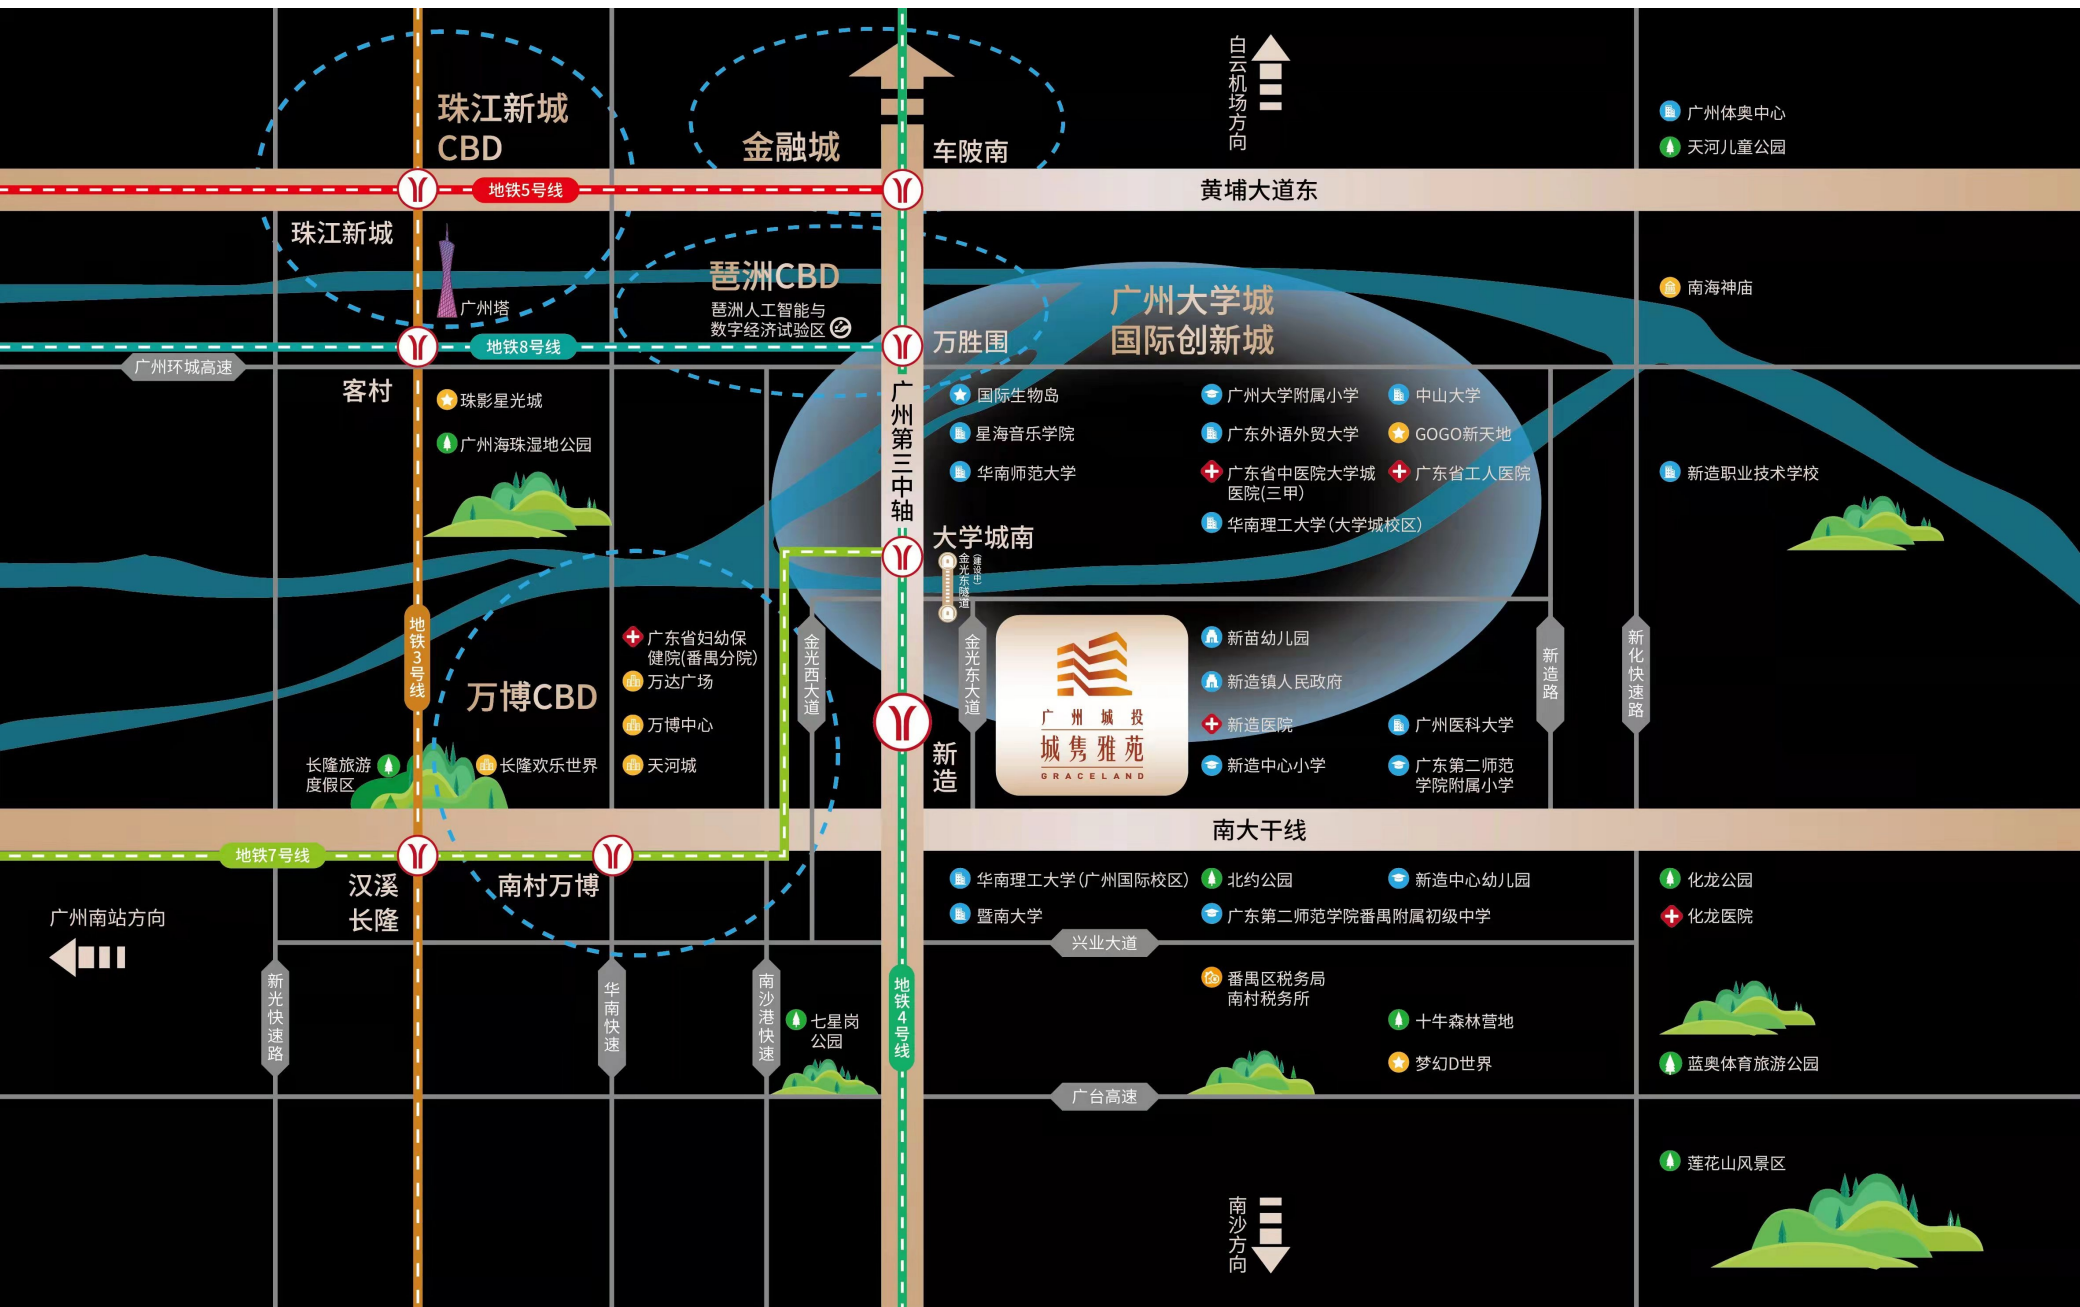 白云机场方向
珠江新城
CBD
金融城
车陂南
广州体奥中心
天河儿童公园
地铁5号线
黄埔大道东
珠江新城
广州塔
琶洲CBD
琶洲人工智能与
数字经济试验区
广州大学城
国际创新城
南海神庙
地铁8号线
万胜围
广州环城高速
客村
珠影星光城
广州海珠湿地公园
广州第三中轴
国际生物岛
星海音乐学院
华南师范大学
广州大学附属小学
中山大学
广东外语外贸大学
GOGO新天地
广东省中医院大学城
医院(三甲)
广东省工人医院
华南理工大学(大学城校区)
新造职业技术学校
大学城南
金光东隧道
(建设中)
地铁3号线
广东省妇幼保
健院(番禺分院)
万达广场
万博CBD
万博中心
天河城
长隆旅游
度假区
长隆欢乐世界
金光西大道
金光东大道
新造
广州城投
城隽雅苑
GRACELAND
新苗幼儿园
新造镇人民政府
新造医院
广州医科大学
新造中心小学
广东第二师范
学院附属小学
新造路
新化快速路
南大干线
地铁7号线
汉溪
长隆
南村万博
华南理工大学(广州国际校区)
北约公园
新造中心幼儿园
暨南大学
广东第二师范学院番禺附属初级中学
化龙公园
化龙医院
广州南站方向
兴业大道
新光快速路
华南快速
南沙港快速
七星岗
公园
地铁4号线
番禺区税务局
南村税务所
十牛森林营地
梦幻D世界
蓝奥体育旅游公园
广台高速
莲花山风景区
南沙方向